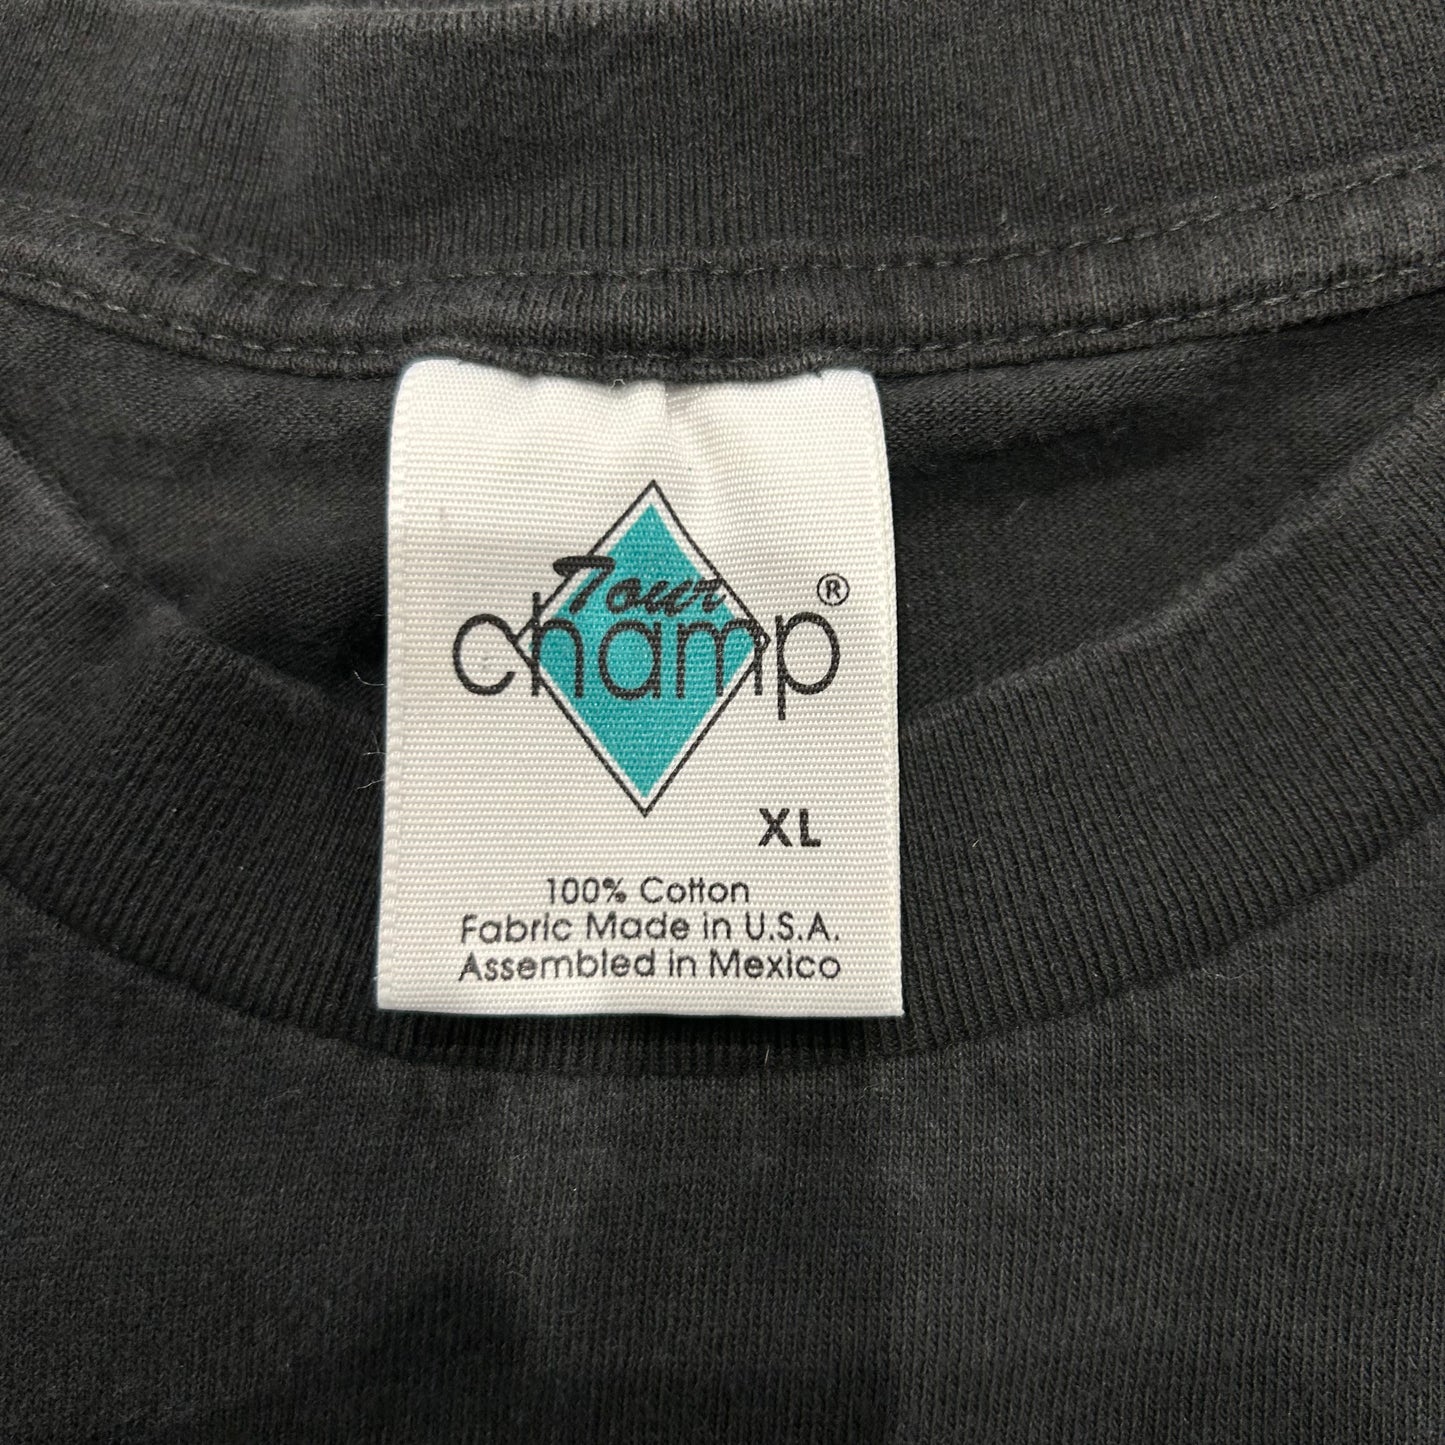 Tour
champ®
XL
100% Cotton
Fabric Made in U.S.A.
Assembled in Mexico